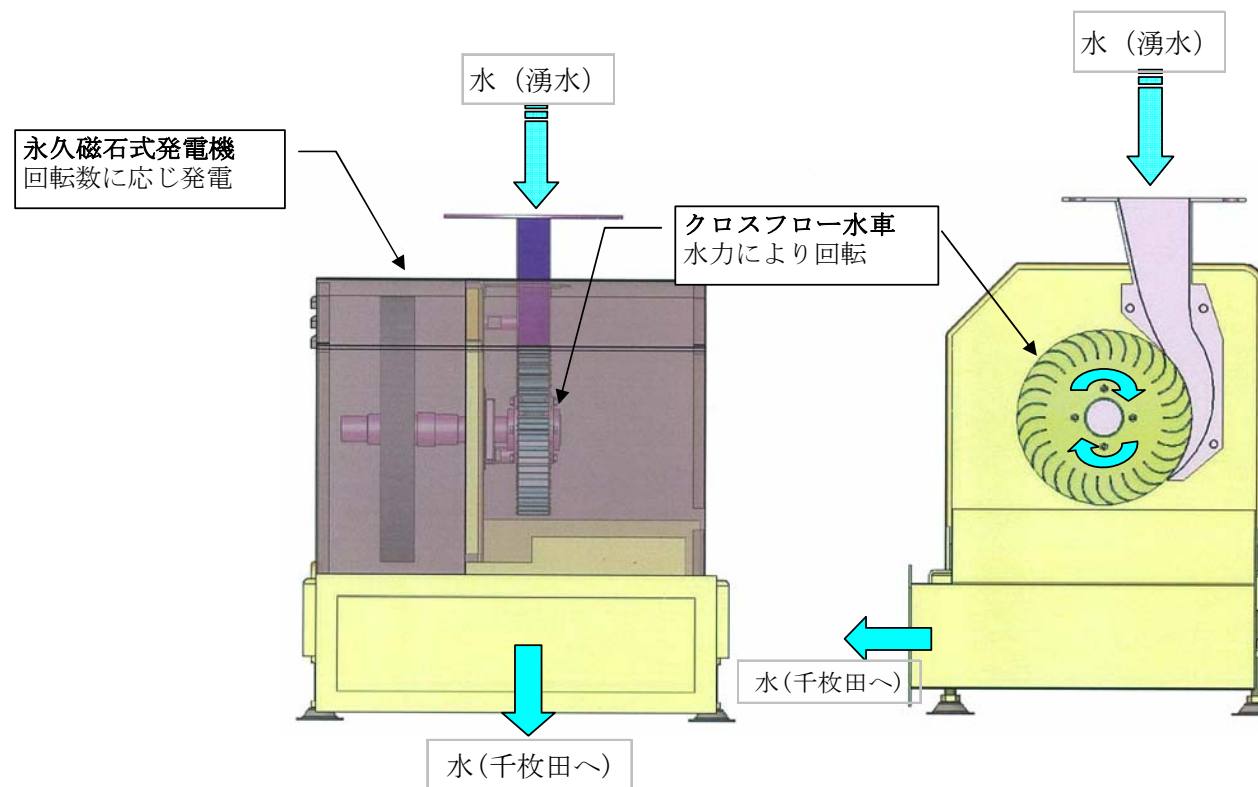 水（湧水）
水（湧水）
永久磁石式発電機
回転数に応じ発電
クロスフロー水車
水力により回転
水(千枚田へ)
水(千枚田へ)